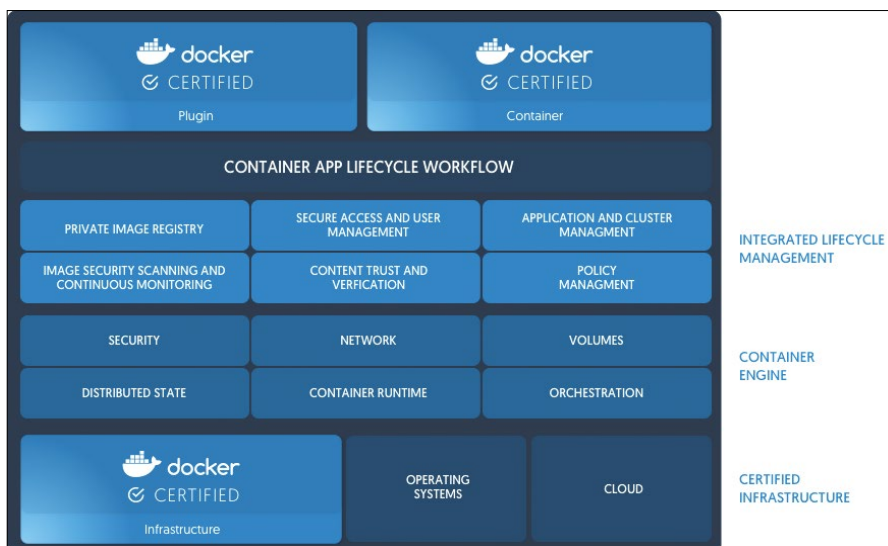 docker
CERTIFIED
Plugin
docker
CERTIFIED
Container
CONTAINER APP LIFECYCLE WORKFLOW
PRIVATE IMAGE REGISTRY
SECURE ACCESS AND USER
MANAGEMENT
APPLICATION AND CLUSTER
MANAGMENT
IMAGE SECURITY SCANNING AND
CONTINUOUS MONITORING
CONTENT TRUST AND
VERFICATION
POLICY
MANAGMENT
INTEGRATED LIFECYCLE
MANAGEMENT
SECURITY
NETWORK
VOLUMES
DISTRIBUTED STATE
CONTAINER RUNTIME
ORCHESTRATION
CONTAINER
ENGINE
docker
CERTIFIED
Infrastructure
OPERATING
SYSTEMS
CLOUD
CERTIFIED
INFRASTRUCTURE